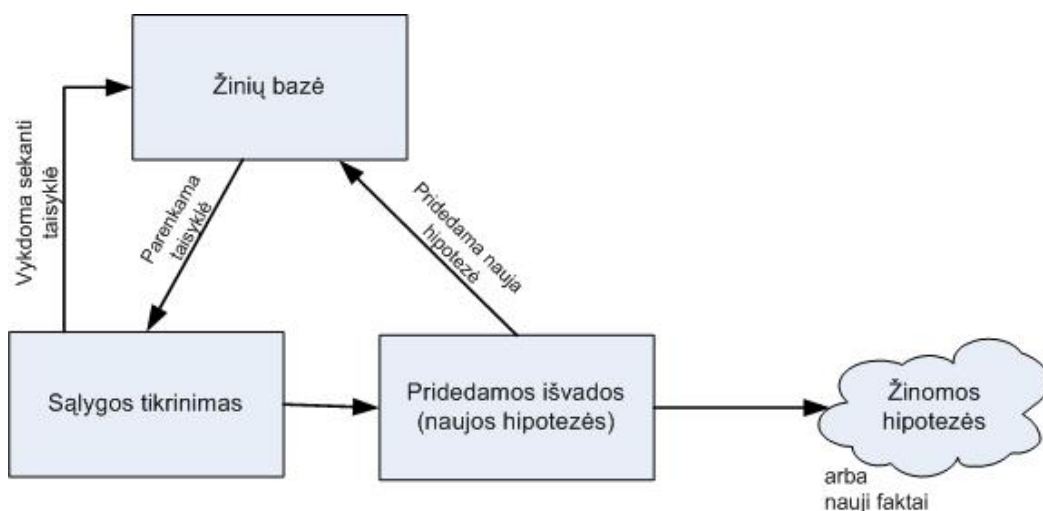 Žinių bazė
Vykdoma sekanti
taisyklė
Parenkama
taisyklė
Pridedama nauja
hipotezė
Sąlygos tikrinimas
Pridedamos išvados
(naujos hipotezės)
Žinomos
hipotezės
arba
nauji faktai